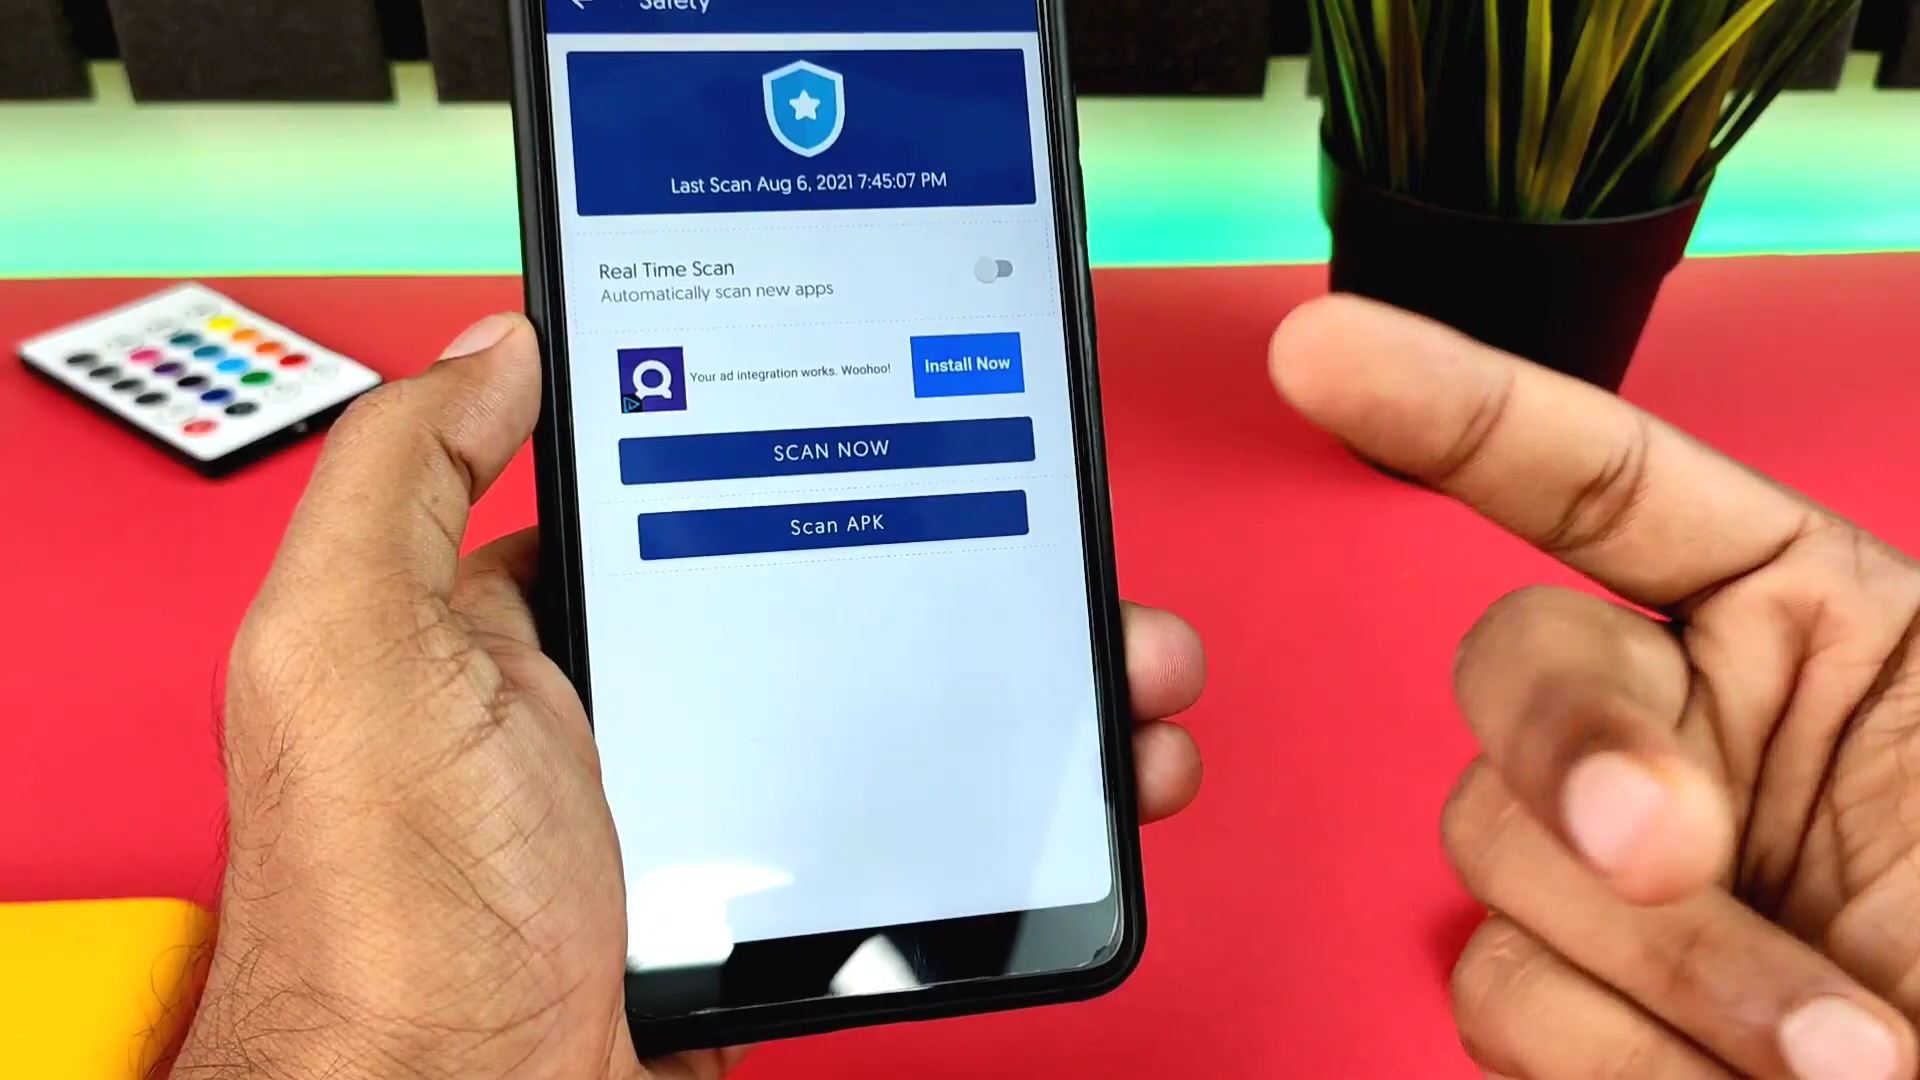 Safety
Last Scan Aug 6, 2021 7:45:07 PM
Real Time Scan
Automatically scan new apps
Your ad integration works. Woohoo!
Install Now
SCAN NOW
Scan APK